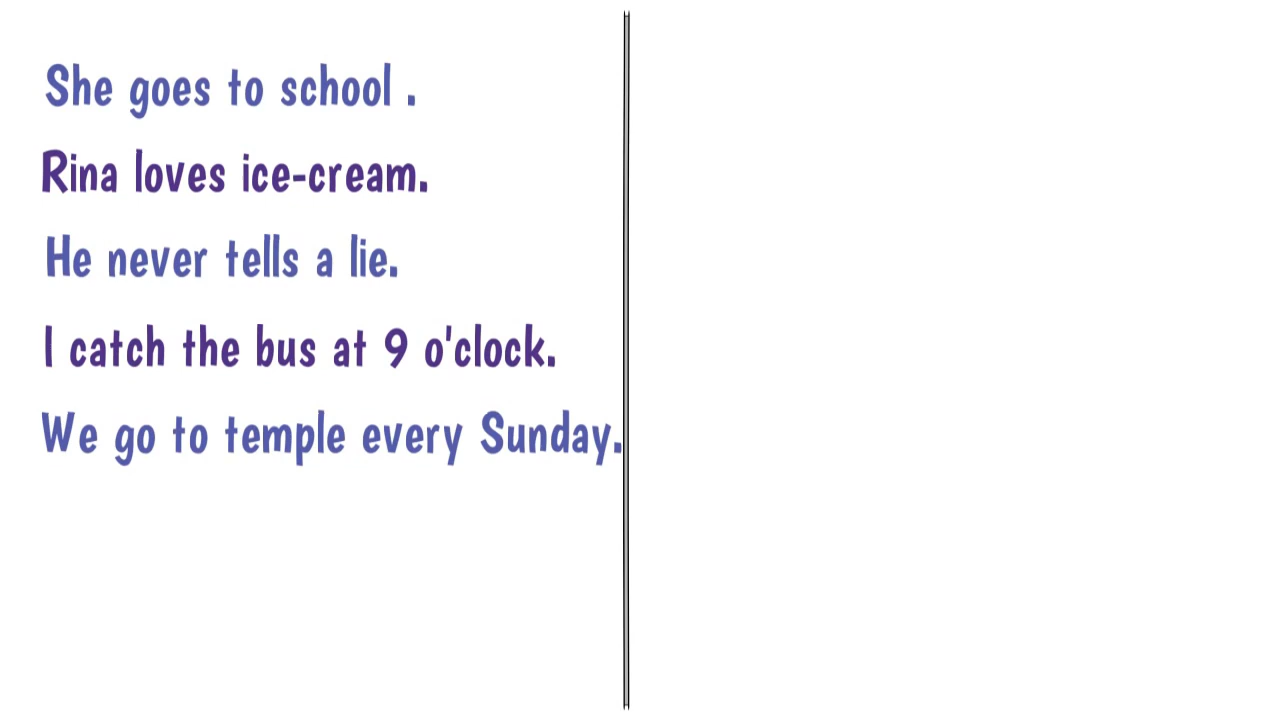 She goes to school .
Rina loves ice-cream.
He never tells a lie.
I catch the bus at 9 o'clock.
We go to temple every Sunday.